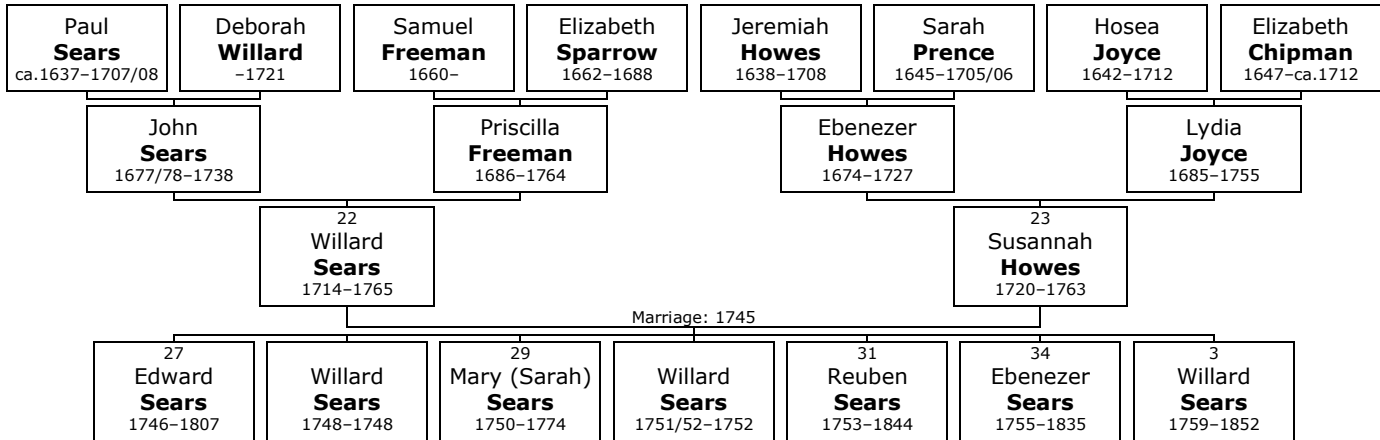 Paul
Sears
ca.1637–1707/08
Deborah
Willard
–1721
Samuel
Freeman
1660–
Elizabeth
Sparrow
1662–1688
Jeremiah
Howes
1638–1708
Sarah
Prence
1645–1705/06
Hosea
Joyce
1642–1712
Elizabeth
Chipman
1647–ca.1712
John
Sears
1677/78–1738
Priscilla
Freeman
1686–1764
Ebenezer
Howes
1674–1727
Lydia
Joyce
1685–1755
22
Willard
Sears
1714–1765
23
Susannah
Howes
1720–1763
Marriage: 1745
27
Edward
Sears
1746–1807
Willard
Sears
1748–1748
29
Mary (Sarah)
Sears
1750–1774
Willard
Sears
1751/52–1752
31
Reuben
Sears
1753–1844
34
Ebenezer
Sears
1755–1835
3
Willard
Sears
1759–1852